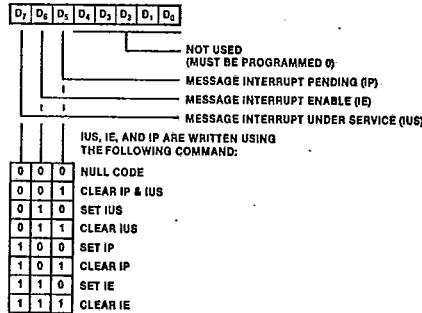 D7 D6 D5 D4 D3 D2 D1 D0
NOT USED
(MUST BE PROGRAMMED 0)
MESSAGE INTERRUPT PENDING (IP)
MESSAGE INTERRUPT ENABLE (IE)
MESSAGE INTERRUPT UNDER SERVICE (IUS)
IUS, IE, AND IP ARE WRITTEN USING
THE FOLLOWING COMMAND:
0 0 0 NULL CODE
0 0 1 CLEAR IP & IUS
0 1 0 SET IUS
0 1 1 CLEAR IUS
1 0 0 SET IP
1 0 1 CLEAR IP
1 1 0 SET IE
1 1 1 CLEAR IE